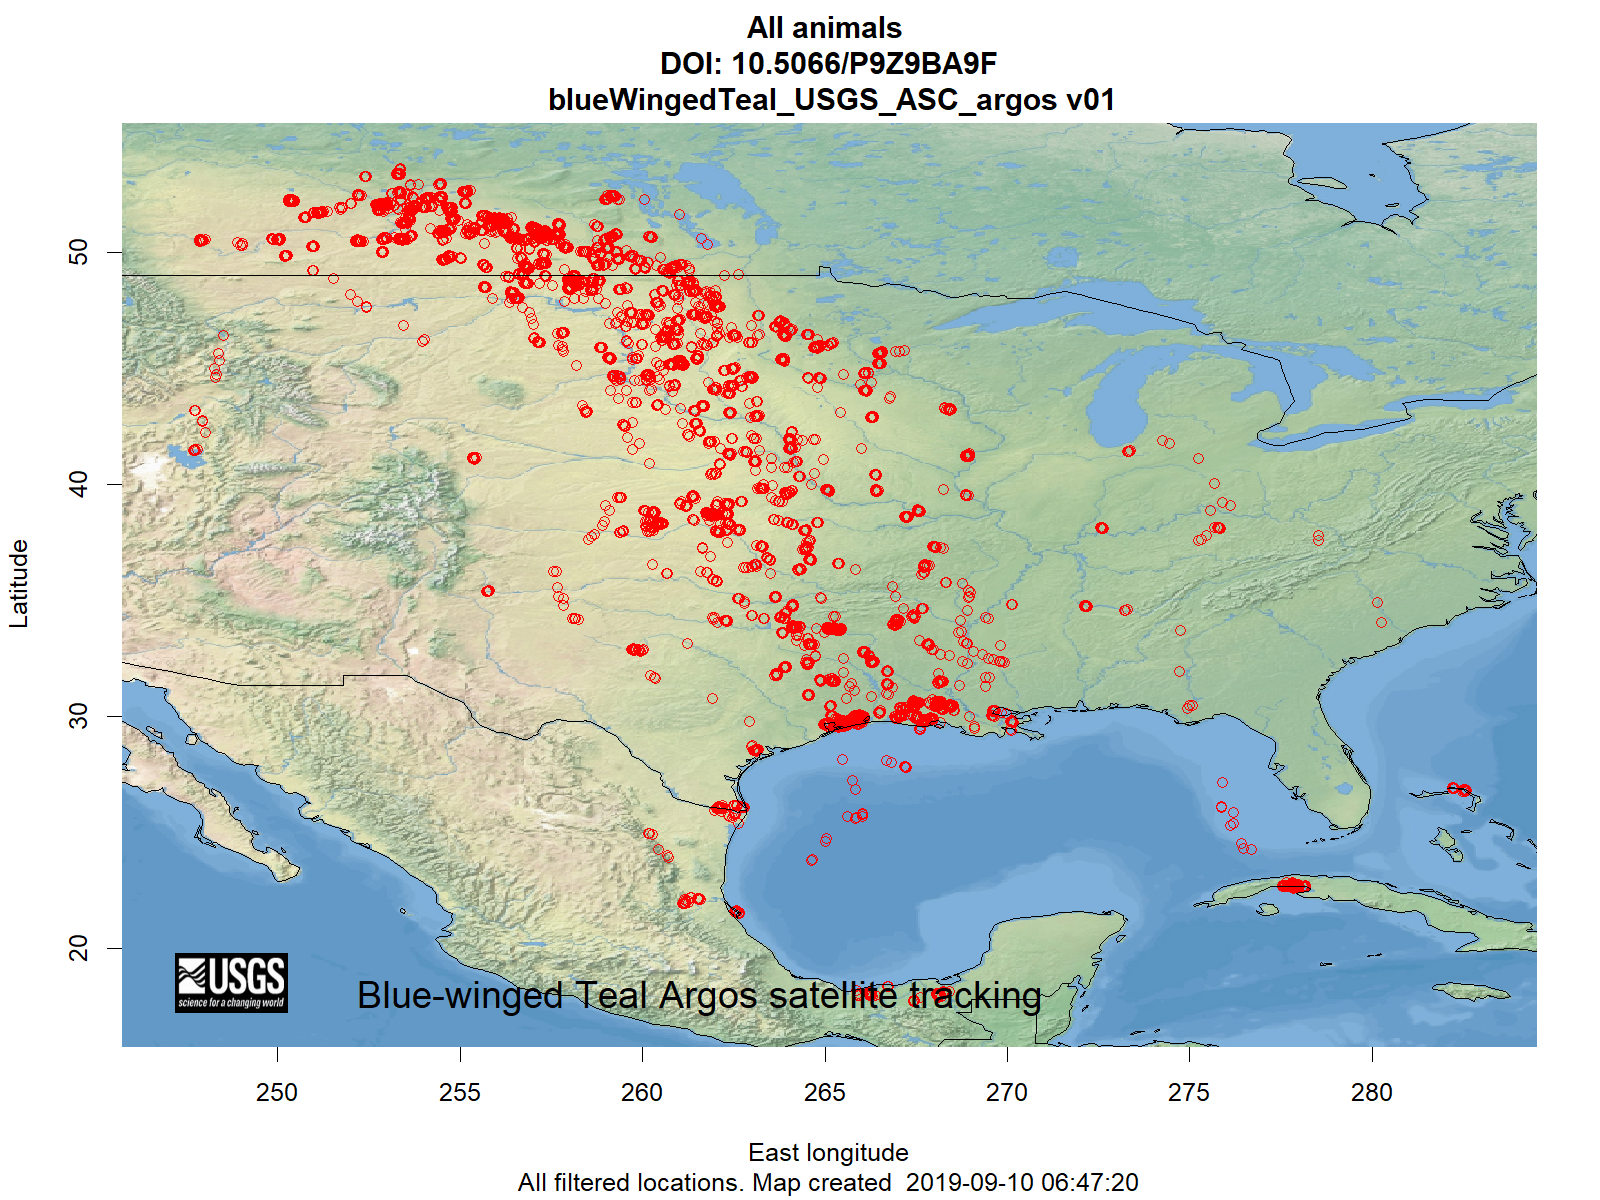 All animals
DOI: 10.5066/P9Z9BA9F
blueWingedTeal_USGS_ASC_argos v01
50
40
30
20
Latitude
USGS
science for a changing world
Blue-winged Teal Argos satellite tracking
250 255 260 265 270 275 280
East longitude
All filtered locations. Map created 2019-09-10 06:47:20